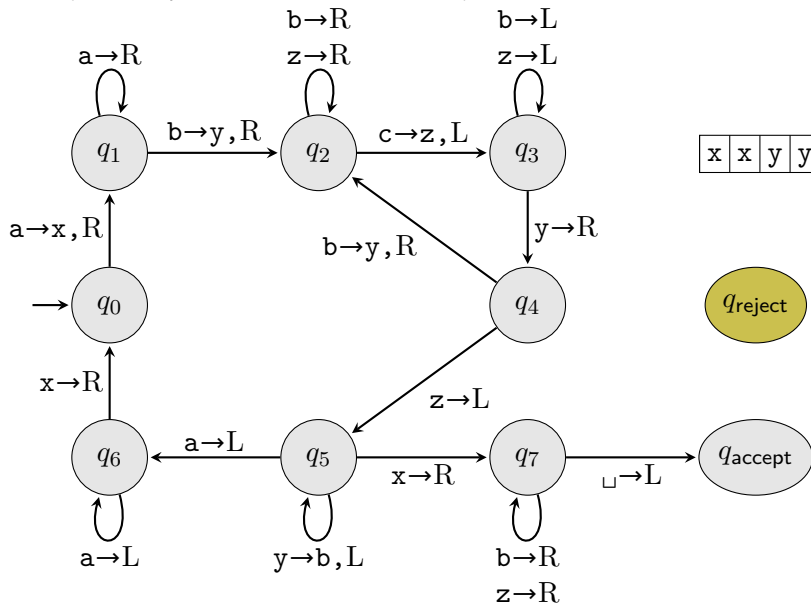 b→R
b→L
a→R
z→R
z→L
q1
b→y,R
q2
c→z,L
q3
x x y y
a→x,R
b→y,R
y→R
q0
q4
qreject
x→R
z→L
q6
a→L
q5
x→R
q7
␣→L
qaccept
a→L
y→b,L
b→R
z→R